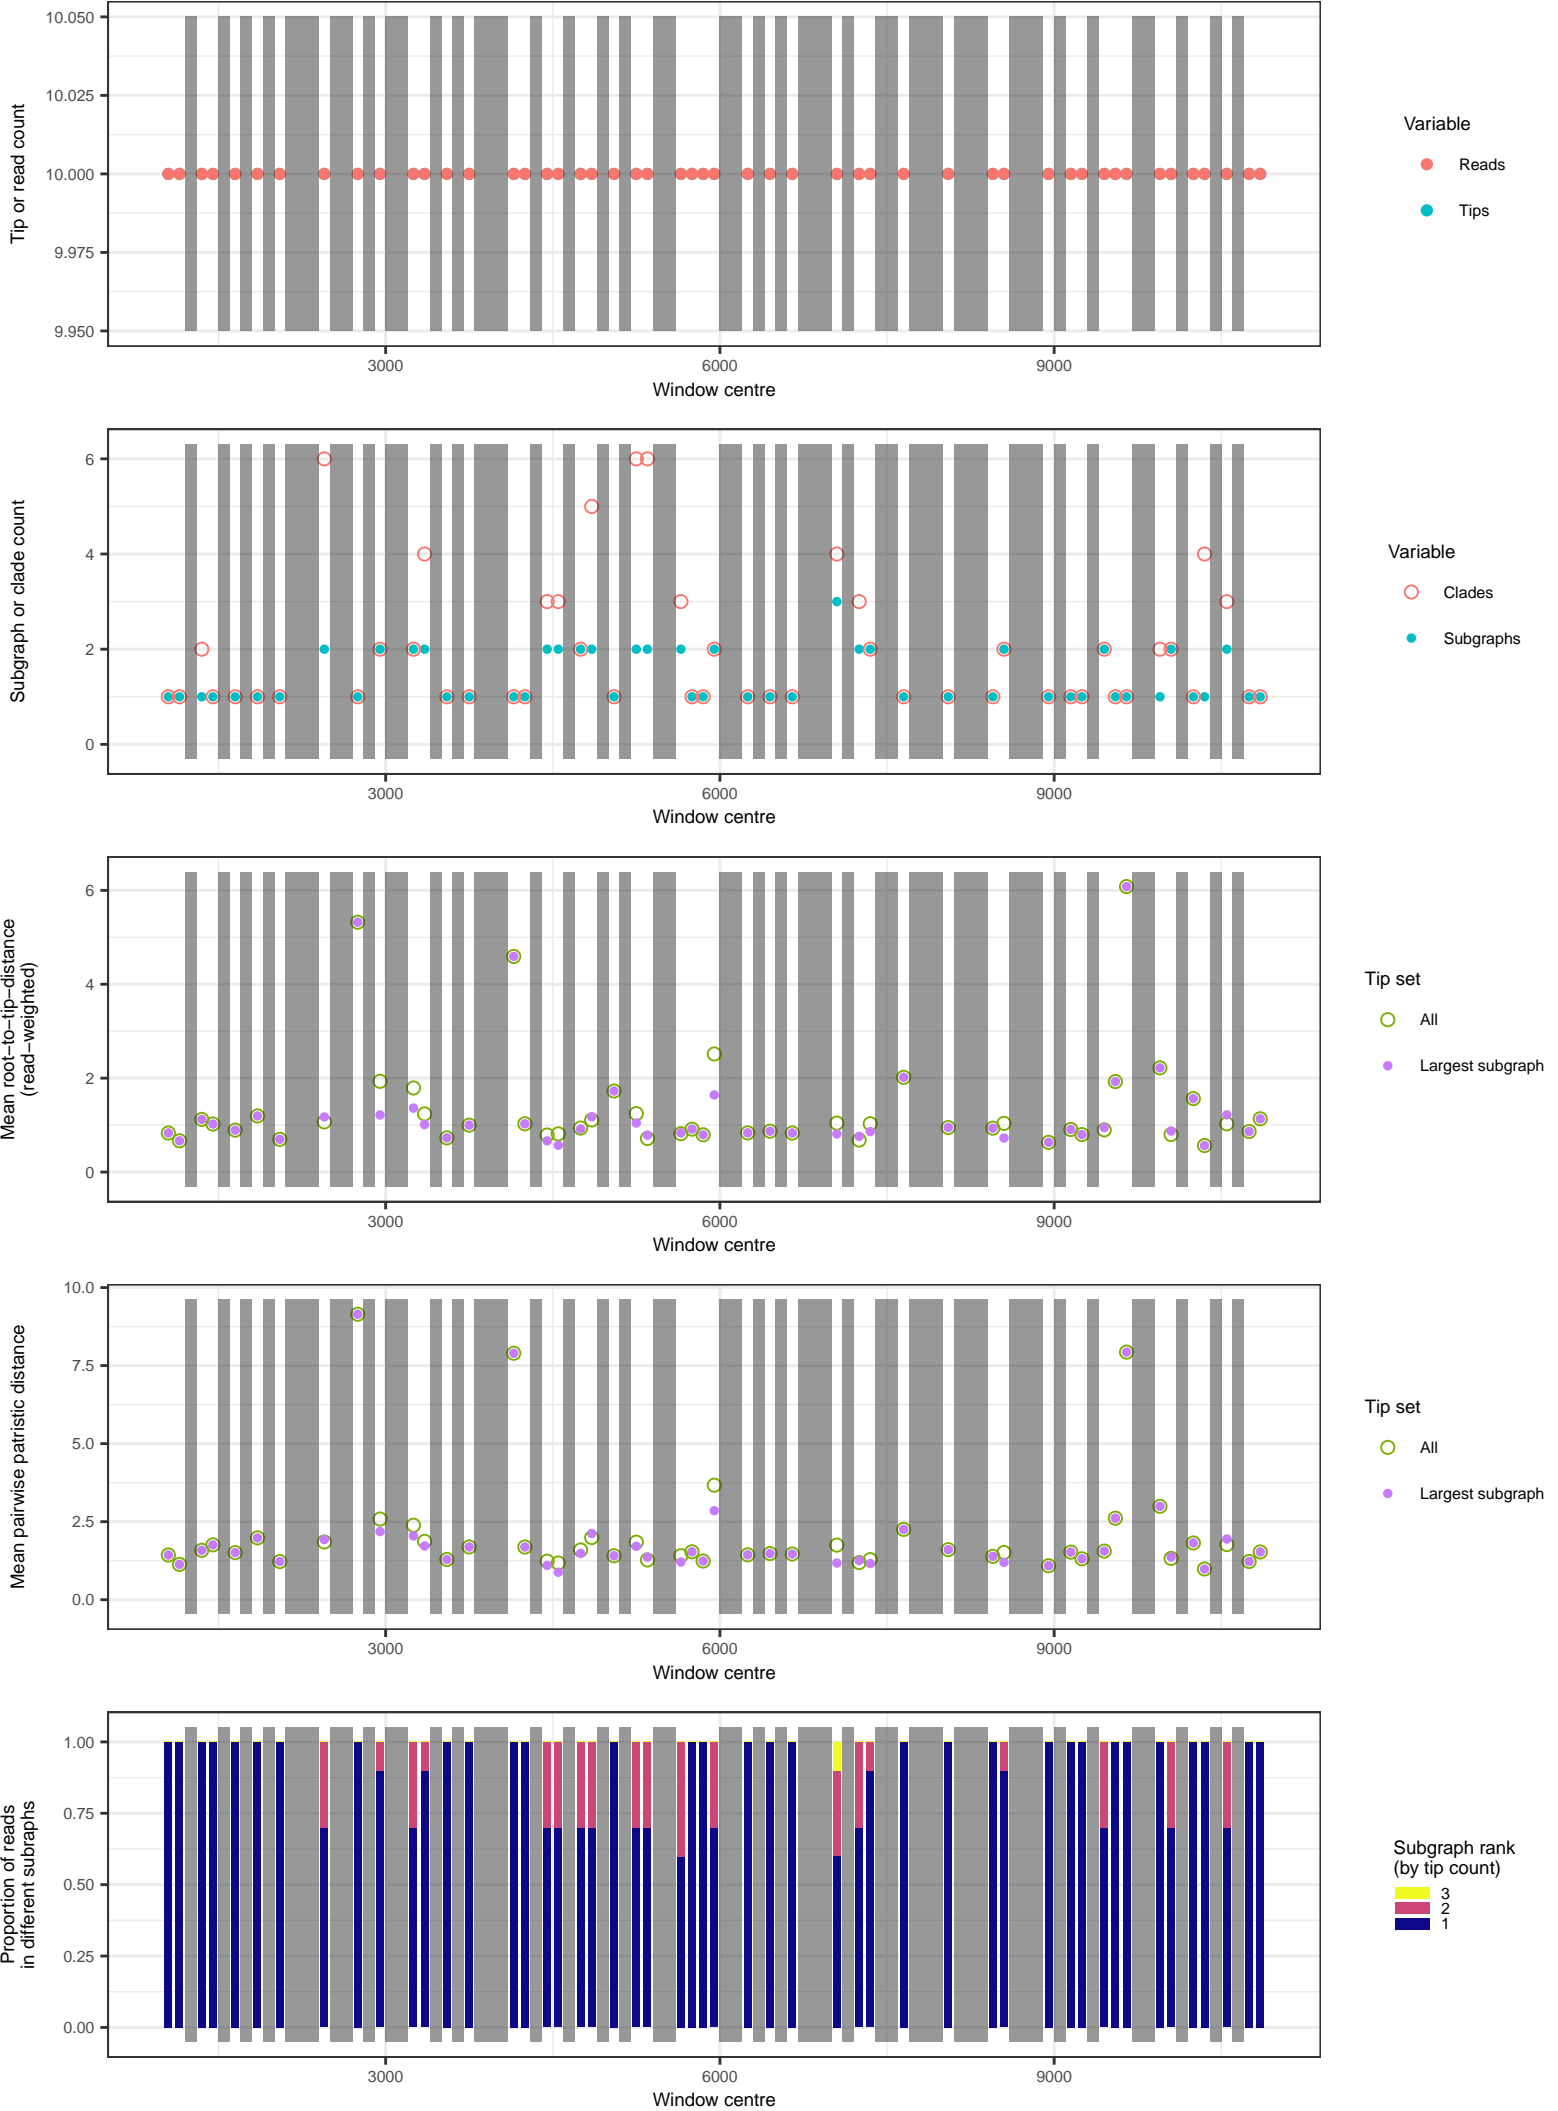 10.050
10.025
10.000
9.975
9.950
Tip or read count
3000
6000
9000
Window centre
Variable
Reads
Tips
6
4
2
0
Subgraph or clade count
3000
6000
9000
Window centre
Variable
Clades
Subgraphs
6
4
2
0
Mean root−to−tip−distance
(read−weighted)
3000
6000
9000
Window centre
Tip set
All
Largest subgraph
10.0
7.5
5.0
2.5
0.0
Mean pairwise patristic distance
3000
6000
9000
Window centre
Tip set
All
Largest subgraph
1.00
0.75
0.50
0.25
0.00
Proportion of reads
in different subraphs
3000
6000
9000
Window centre
Subgraph rank
(by tip count)
3
2
1